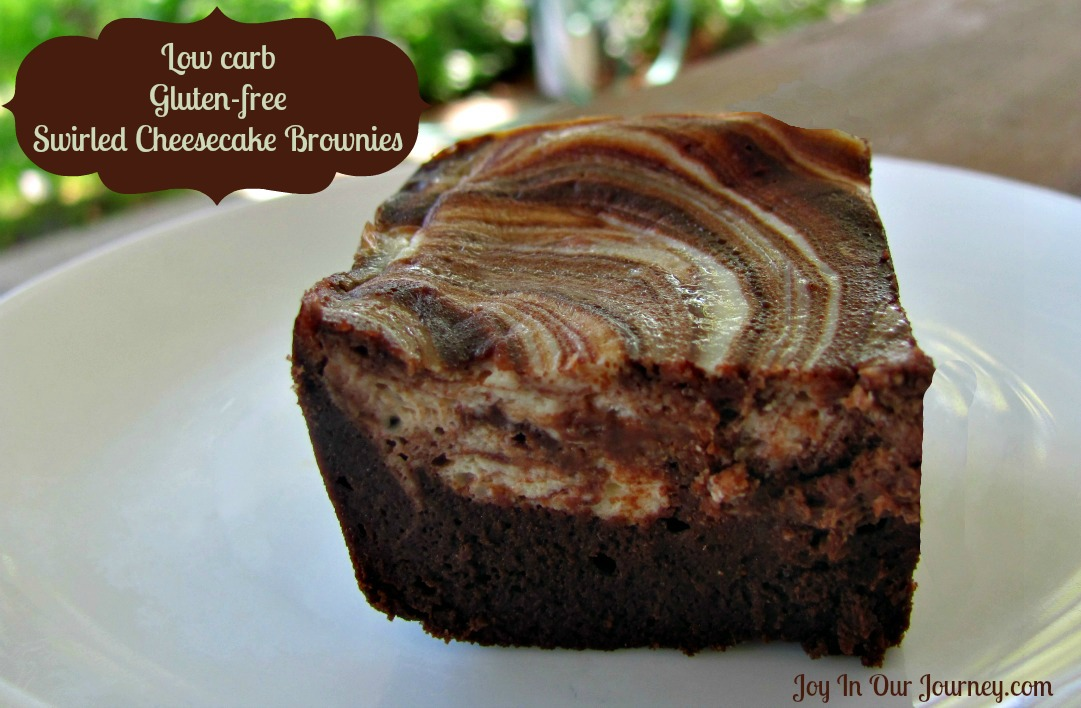 Low carb
Gluten-free
Swirled Cheesecake Brownies
Joy In Our Journey.com